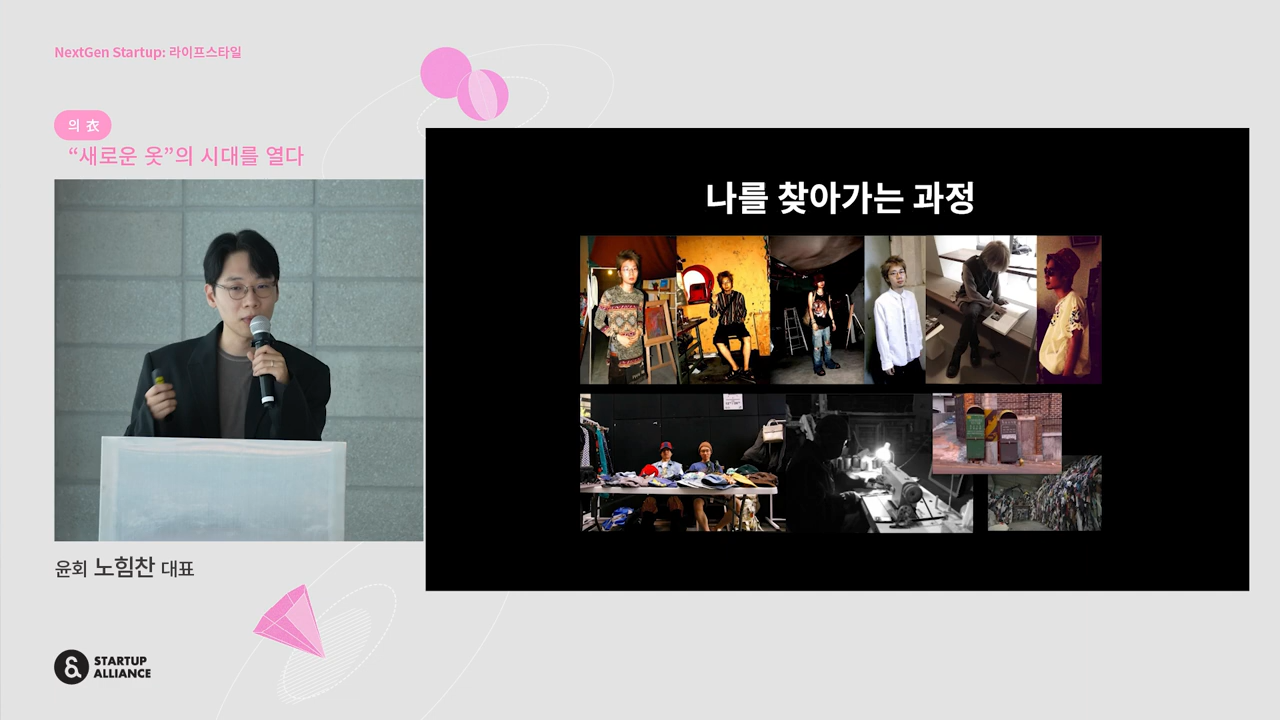 NextGen Startup: 라이프스타일
의 衣
“새로운 옷”의 시대를 열다
나를 찾아가는 과정
윤회 노힘찬 대표
STARTUP
ALLIANCE